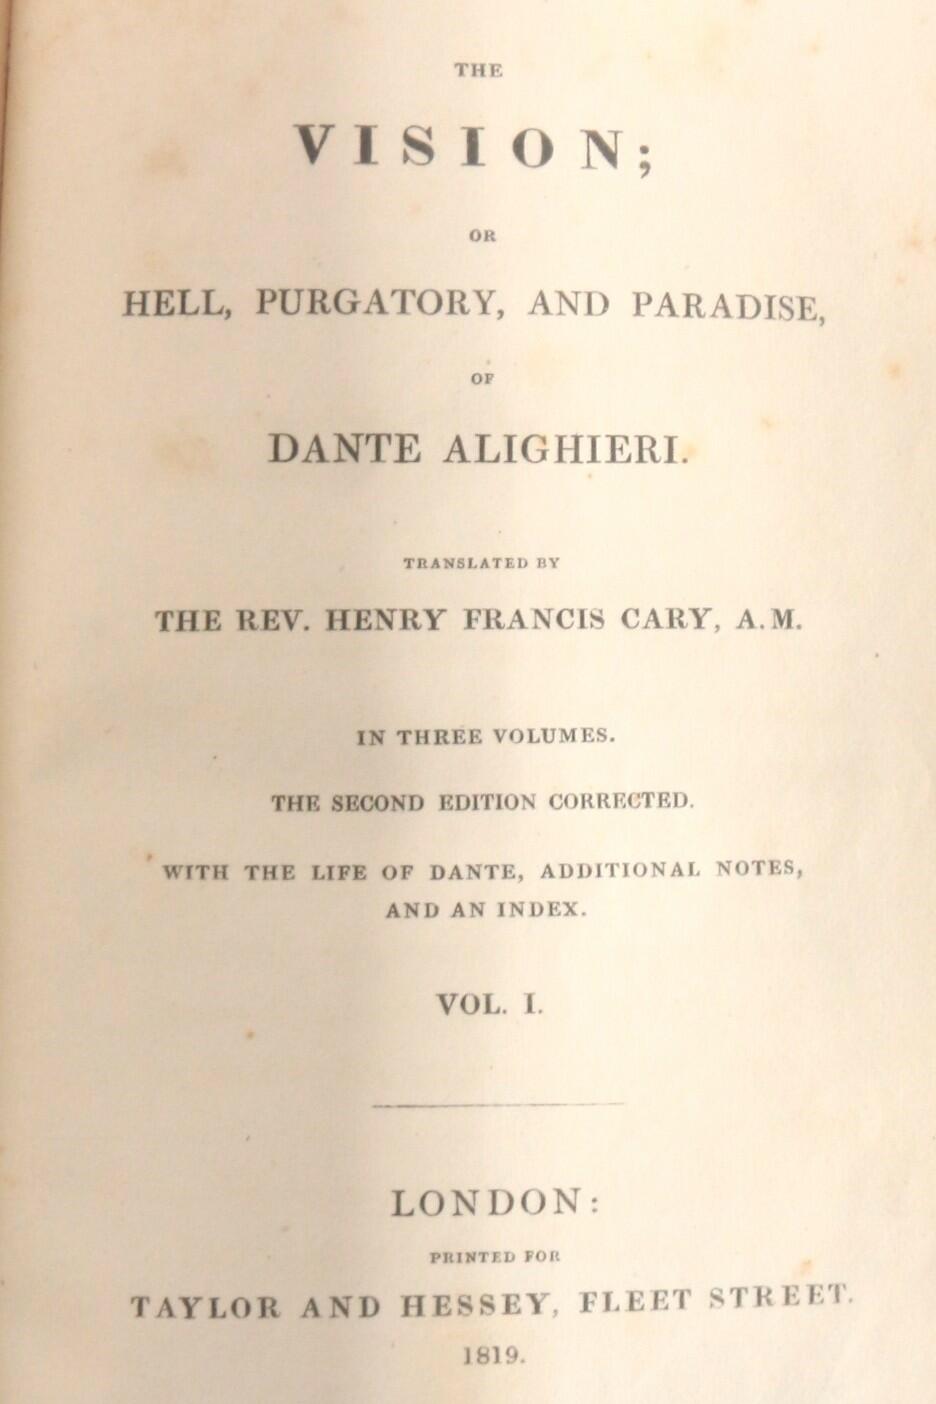 THE
VISION;
OR
HELL, PURGATORY, AND PARADISE,
OF
DANTE ALIGHIERI.
TRANSLATED BY
THE REV. HENRY FRANCIS CARY, A.M.
IN THREE VOLUMES.
THE SECOND EDITION CORRECTED.
WITH THE LIFE OF DANTE, ADDITIONAL NOTES,
AND AN INDEX.
VOL. I.
LONDON:
PRINTED FOR
TAYLOR AND HESSEY, FLEET STREET.
1819.